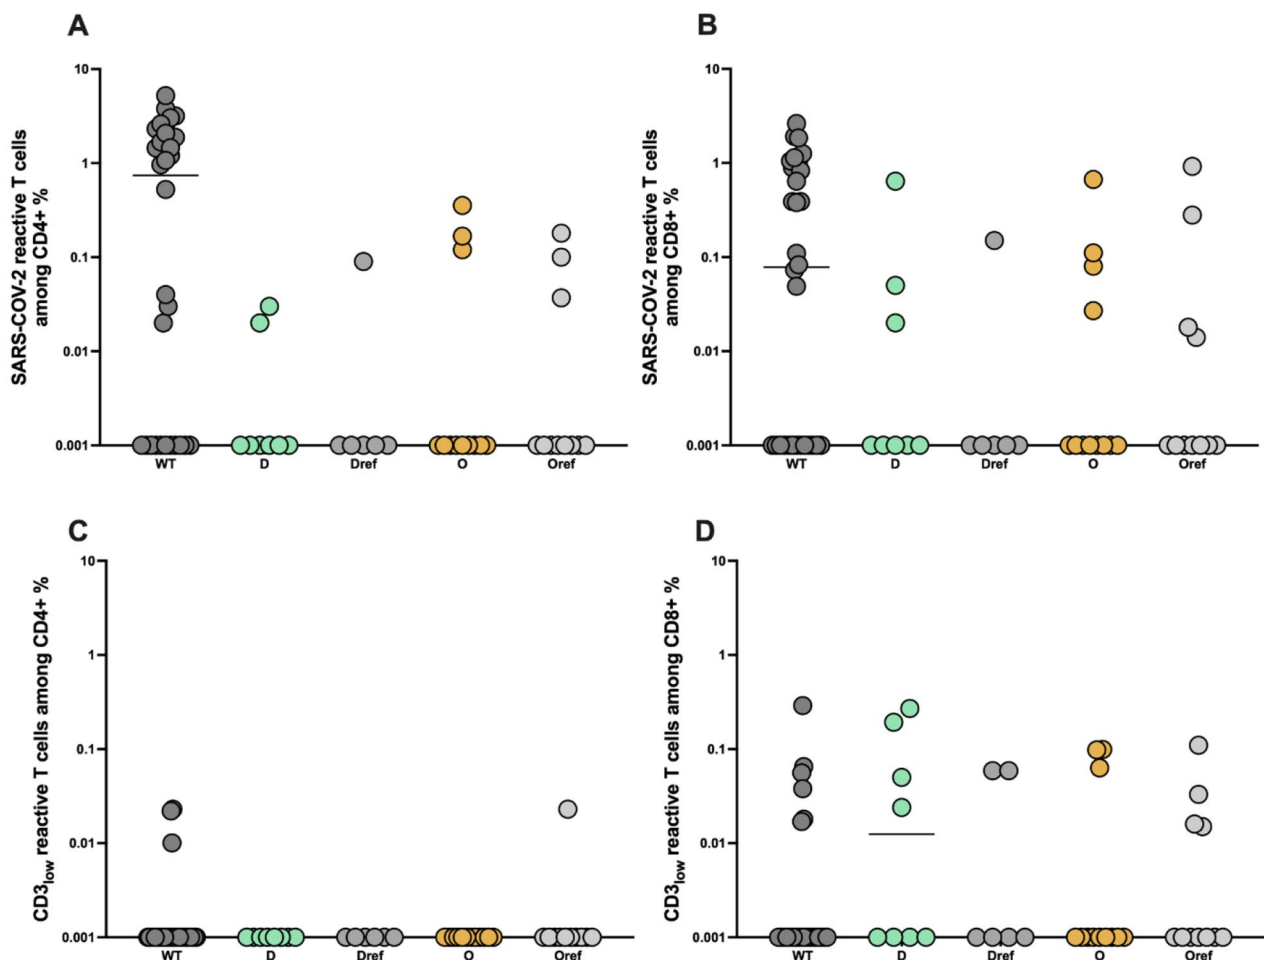 A
SARS-COV-2 reactive T cells
among CD4+ %
10
1
0.1
0.01
0.001
WT D Dref O Oref
B
SARS-COV-2 reactive T cells
among CD8+ %
10
1
0.1
0.01
0.001
WT D Dref O Oref
C
CD3low reactive T cells among CD4+ %
10
1
0.1
0.01
0.001
WT D Dref O Oref
D
CD3low reactive T cells among CD8+ %
10
1
0.1
0.01
0.001
WT D Dref O Oref